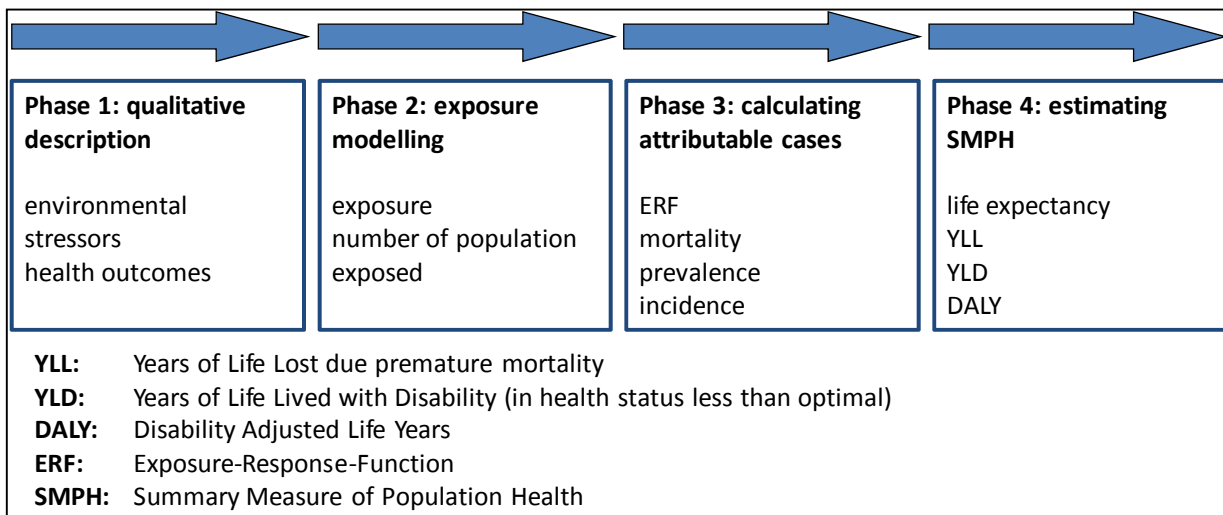 Phase 1: qualitative
description
environmental
stressors
health outcomes
Phase 2: exposure
modelling
exposure
number of population
exposed
Phase 3: calculating
attributable cases
ERF
mortality
prevalence
incidence
Phase 4: estimating
SMPH
life expectancy
YLL
YLD
DALY
YLL: Years of Life Lost due premature mortality
YLD: Years of Life Lived with Disability (in health status less than optimal)
DALY: Disability Adjusted Life Years
ERF: Exposure-Response-Function
SMPH: Summary Measure of Population Health